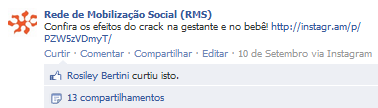 Rede de Mobilização Social (RMS)
Confira os efeitos do crack na gestante e no bebê! http://instagr.am/p/
PZW5zVDmyT/
Curtir · Comentar · Compartilhar · Editar · 10 de Setembro via Instagram
Rosiley Bertini curtiu isto.
13 compartilhamentos